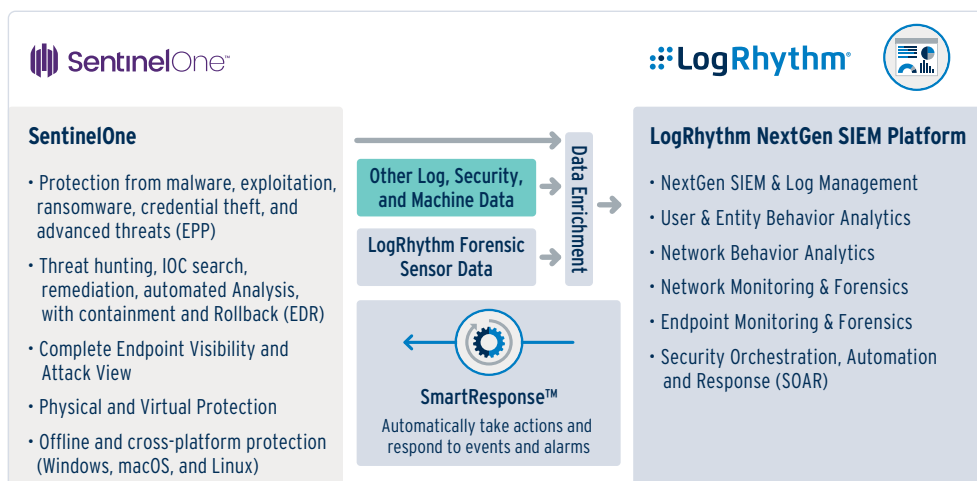 SentinelOne™
LogRhythm®
SentinelOne
• Protection from malware, exploitation,
ransomware, credential theft, and
advanced threats (EPP)
• Threat hunting, IOC search,
remediation, automated Analysis,
with containment and Rollback (EDR)
• Complete Endpoint Visibility and
Attack View
• Physical and Virtual Protection
• Offline and cross-platform protection
(Windows, macOS, and Linux)
Other Log, Security,
and Machine Data
LogRhythm Forensic
Sensor Data
Data Enrichment
SmartResponse™
Automatically take actions and
respond to events and alarms
LogRhythm NextGen SIEM Platform
• NextGen SIEM & Log Management
• User & Entity Behavior Analytics
• Network Behavior Analytics
• Network Monitoring & Forensics
• Endpoint Monitoring & Forensics
• Security Orchestration, Automation
and Response (SOAR)